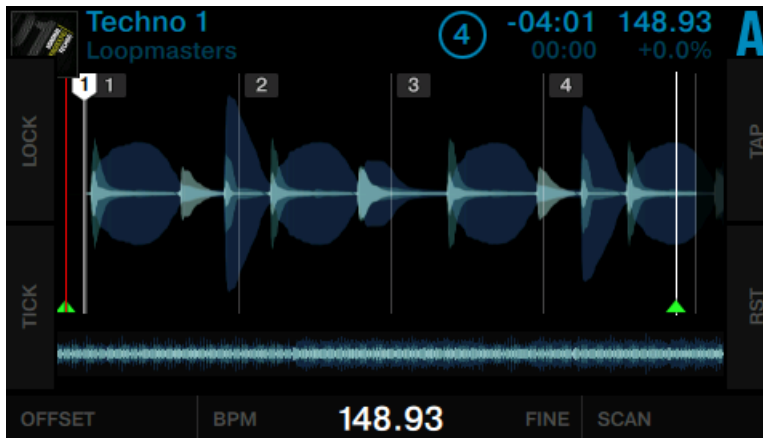 Techno 1
Loopmasters
4
-04:01 148.93
00:00 +0.0%
A
1 1 2 3 4
LOCK
TAP
TICK
RST
OFFSET BPM 148.93 FINE SCAN